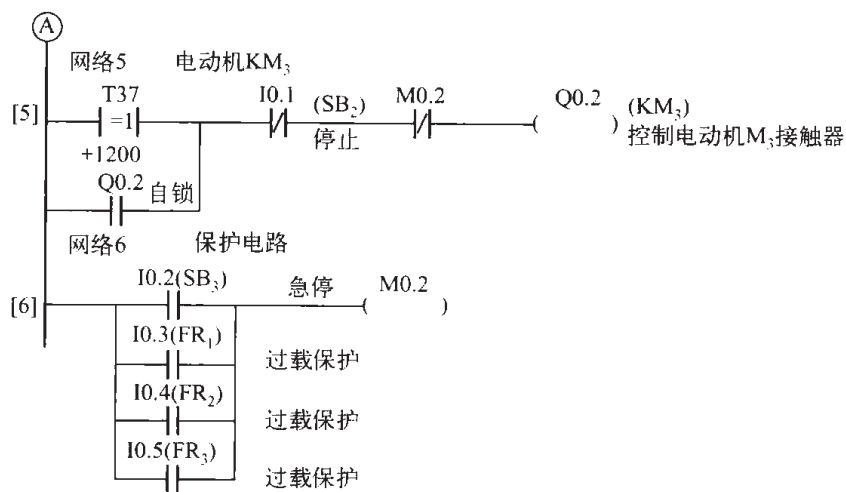 A
网络5 电动机KM₃
[5] T37 I0.1 (SB₂) M0.2 Q0.2 (KM₃)
=1 停止 控制电动机M₃接触器
+1200
Q0.2 自锁
网络6 保护电路
[6] I0.2(SB₃) 急停 M0.2
I0.3(FR₁)
过载保护
I0.4(FR₂)
过载保护
I0.5(FR₃)
过载保护